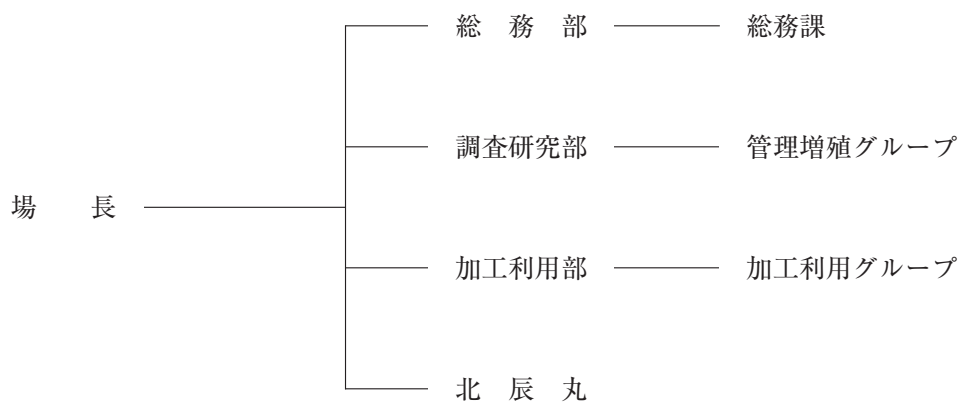 総務部 総務課
調査研究部 管理増殖グループ
場長
加工利用部 加工利用グループ
北辰丸